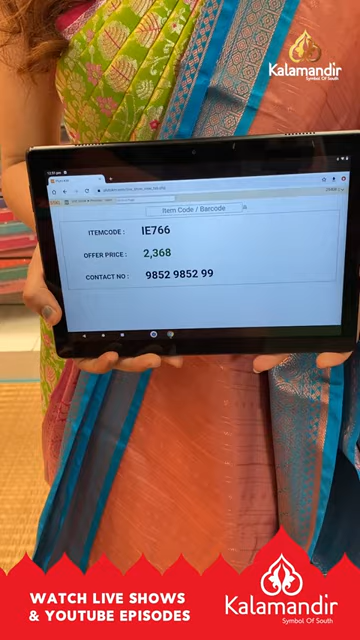 Kalamandir
Symbol Of South
Item Code / Barcode
ITEMCODE : IE766
OFFER PRICE : 2,368
CONTACT NO : 9852 9852 99
WATCH LIVE SHOWS
& YOUTUBE EPISODES
Kalamandir
Symbol Of South